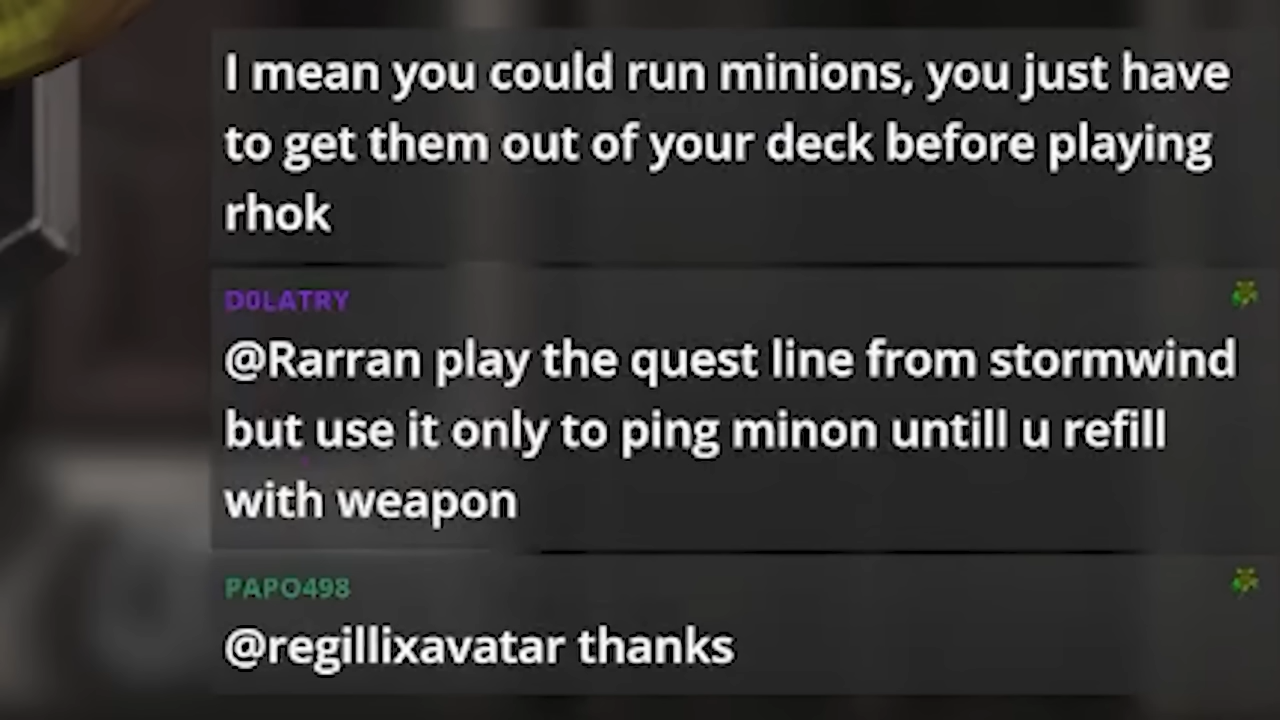 I mean you could run minions, you just have
to get them out of your deck before playing
rhok
D0LATRY
@Rarran play the quest line from stormwind
but use it only to ping minon untill u refill
with weapon
PAPO498
@regillixavatar thanks